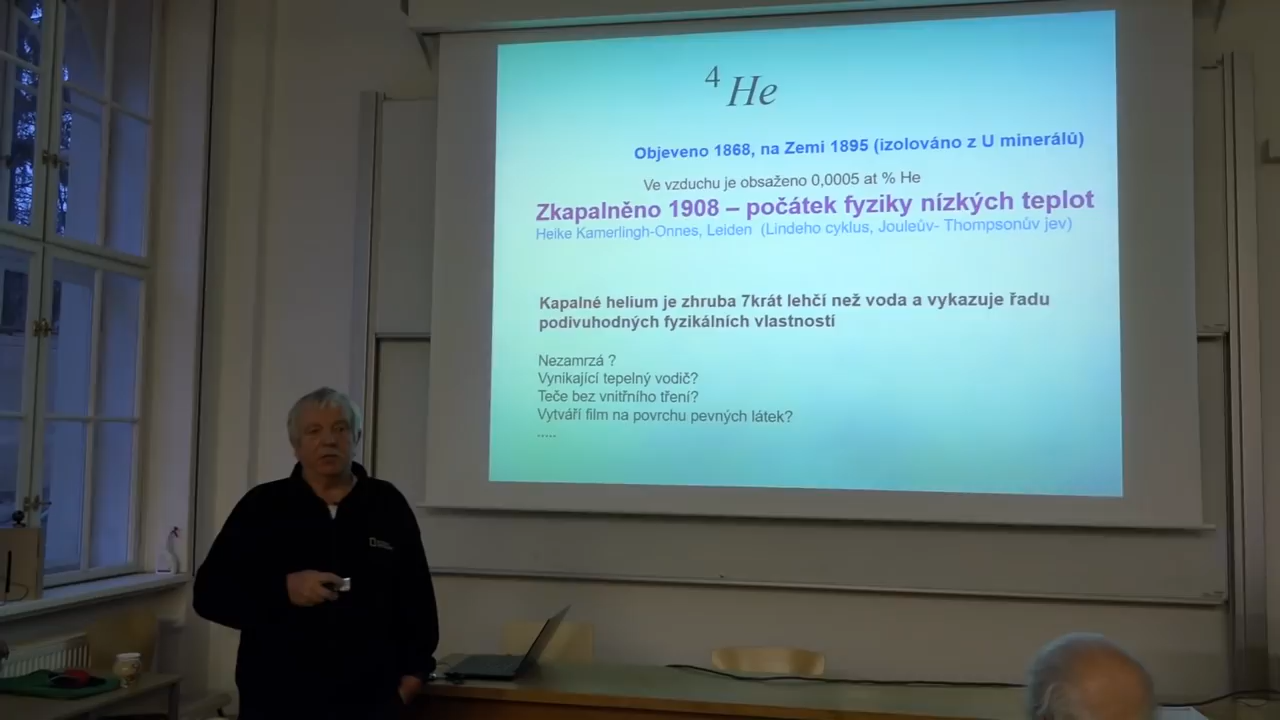 4 He
Objeveno 1868, na Zemi 1895 (izolováno z U minerálů)
Ve vzduchu je obsaženo 0,0005 at % He
Zkapalněno 1908 – počátek fyziky nízkých teplot
Heike Kamerlingh-Onnes, Leiden (Lindeho cyklus, Jouleův- Thompsonův jev)
Kapalné helium je zhruba 7krát lehčí než voda a vykazuje řadu
podivuhodných fyzikálních vlastností
Nezamrzá ?
Vynikající tepelný vodič?
Teče bez vnitřního tření?
Vytváří film na povrchu pevných látek?
.....